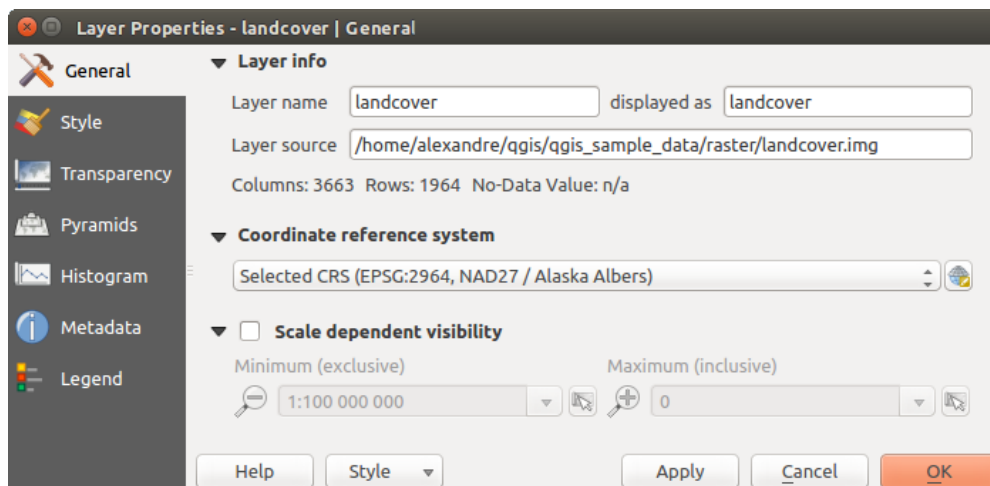 Layer Properties - landcover | General
General
Style
Transparency
Pyramids
Histogram
Metadata
Legend
Layer info
Layer name landcover displayed as landcover
Layer source /home/alexandre/qgis/qgis_sample_data/raster/landcover.img
Columns: 3663 Rows: 1964 No-Data Value: n/a
Coordinate reference system
Selected CRS (EPSG:2964, NAD27 / Alaska Albers)
Scale dependent visibility
Minimum (exclusive) Maximum (inclusive)
1:100 000 000 0
Help Style Apply Cancel OK